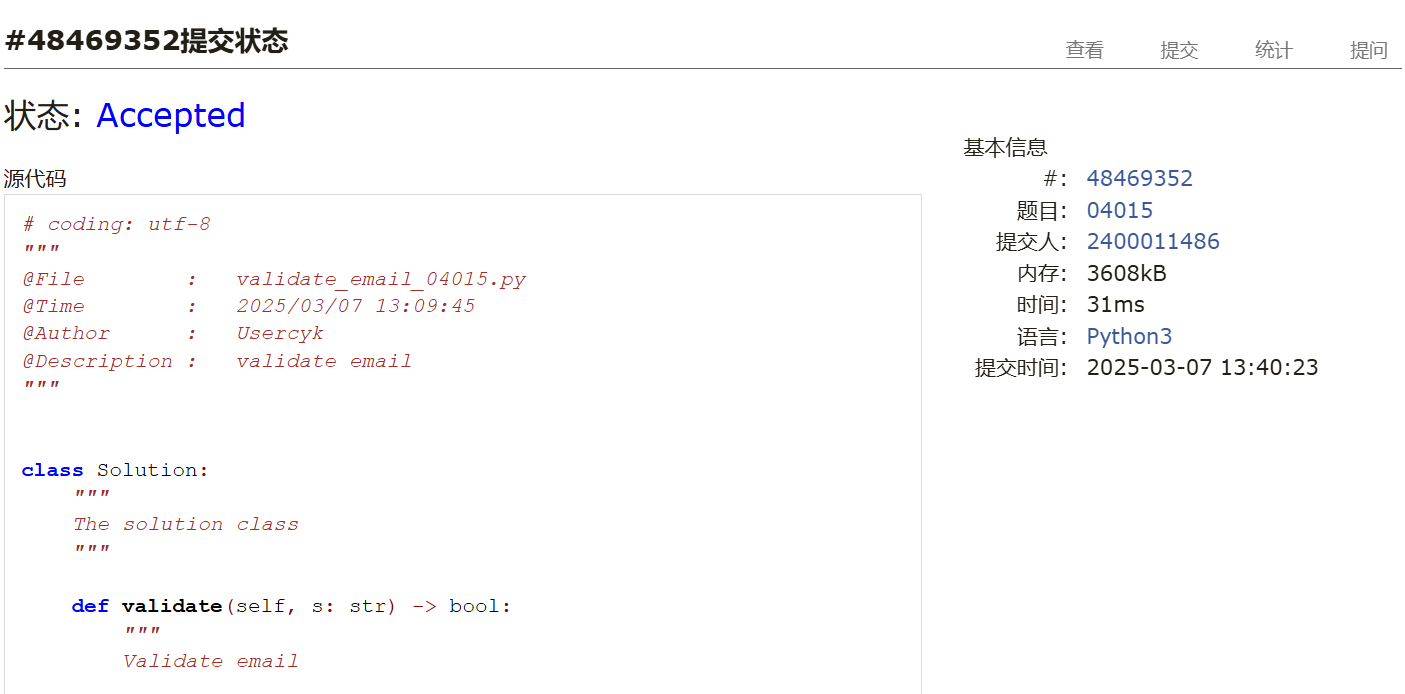 #48469352提交状态
查看 提交 统计 提问
状态: Accepted
基本信息
#: 48469352
题目: 04015
提交人: 2400011486
内存: 3608kB
时间: 31ms
语言: Python3
提交时间: 2025-03-07 13:40:23
源代码
# coding: utf-8
"""
@File        :   validate_email_04015.py
@Time        :   2025/03/07 13:09:45
@Author      :   Usercyk
@Description :   validate email
"""
class Solution:
    """
    The solution class
    """
    def validate(self, s: str) -> bool:
        """
        Validate email